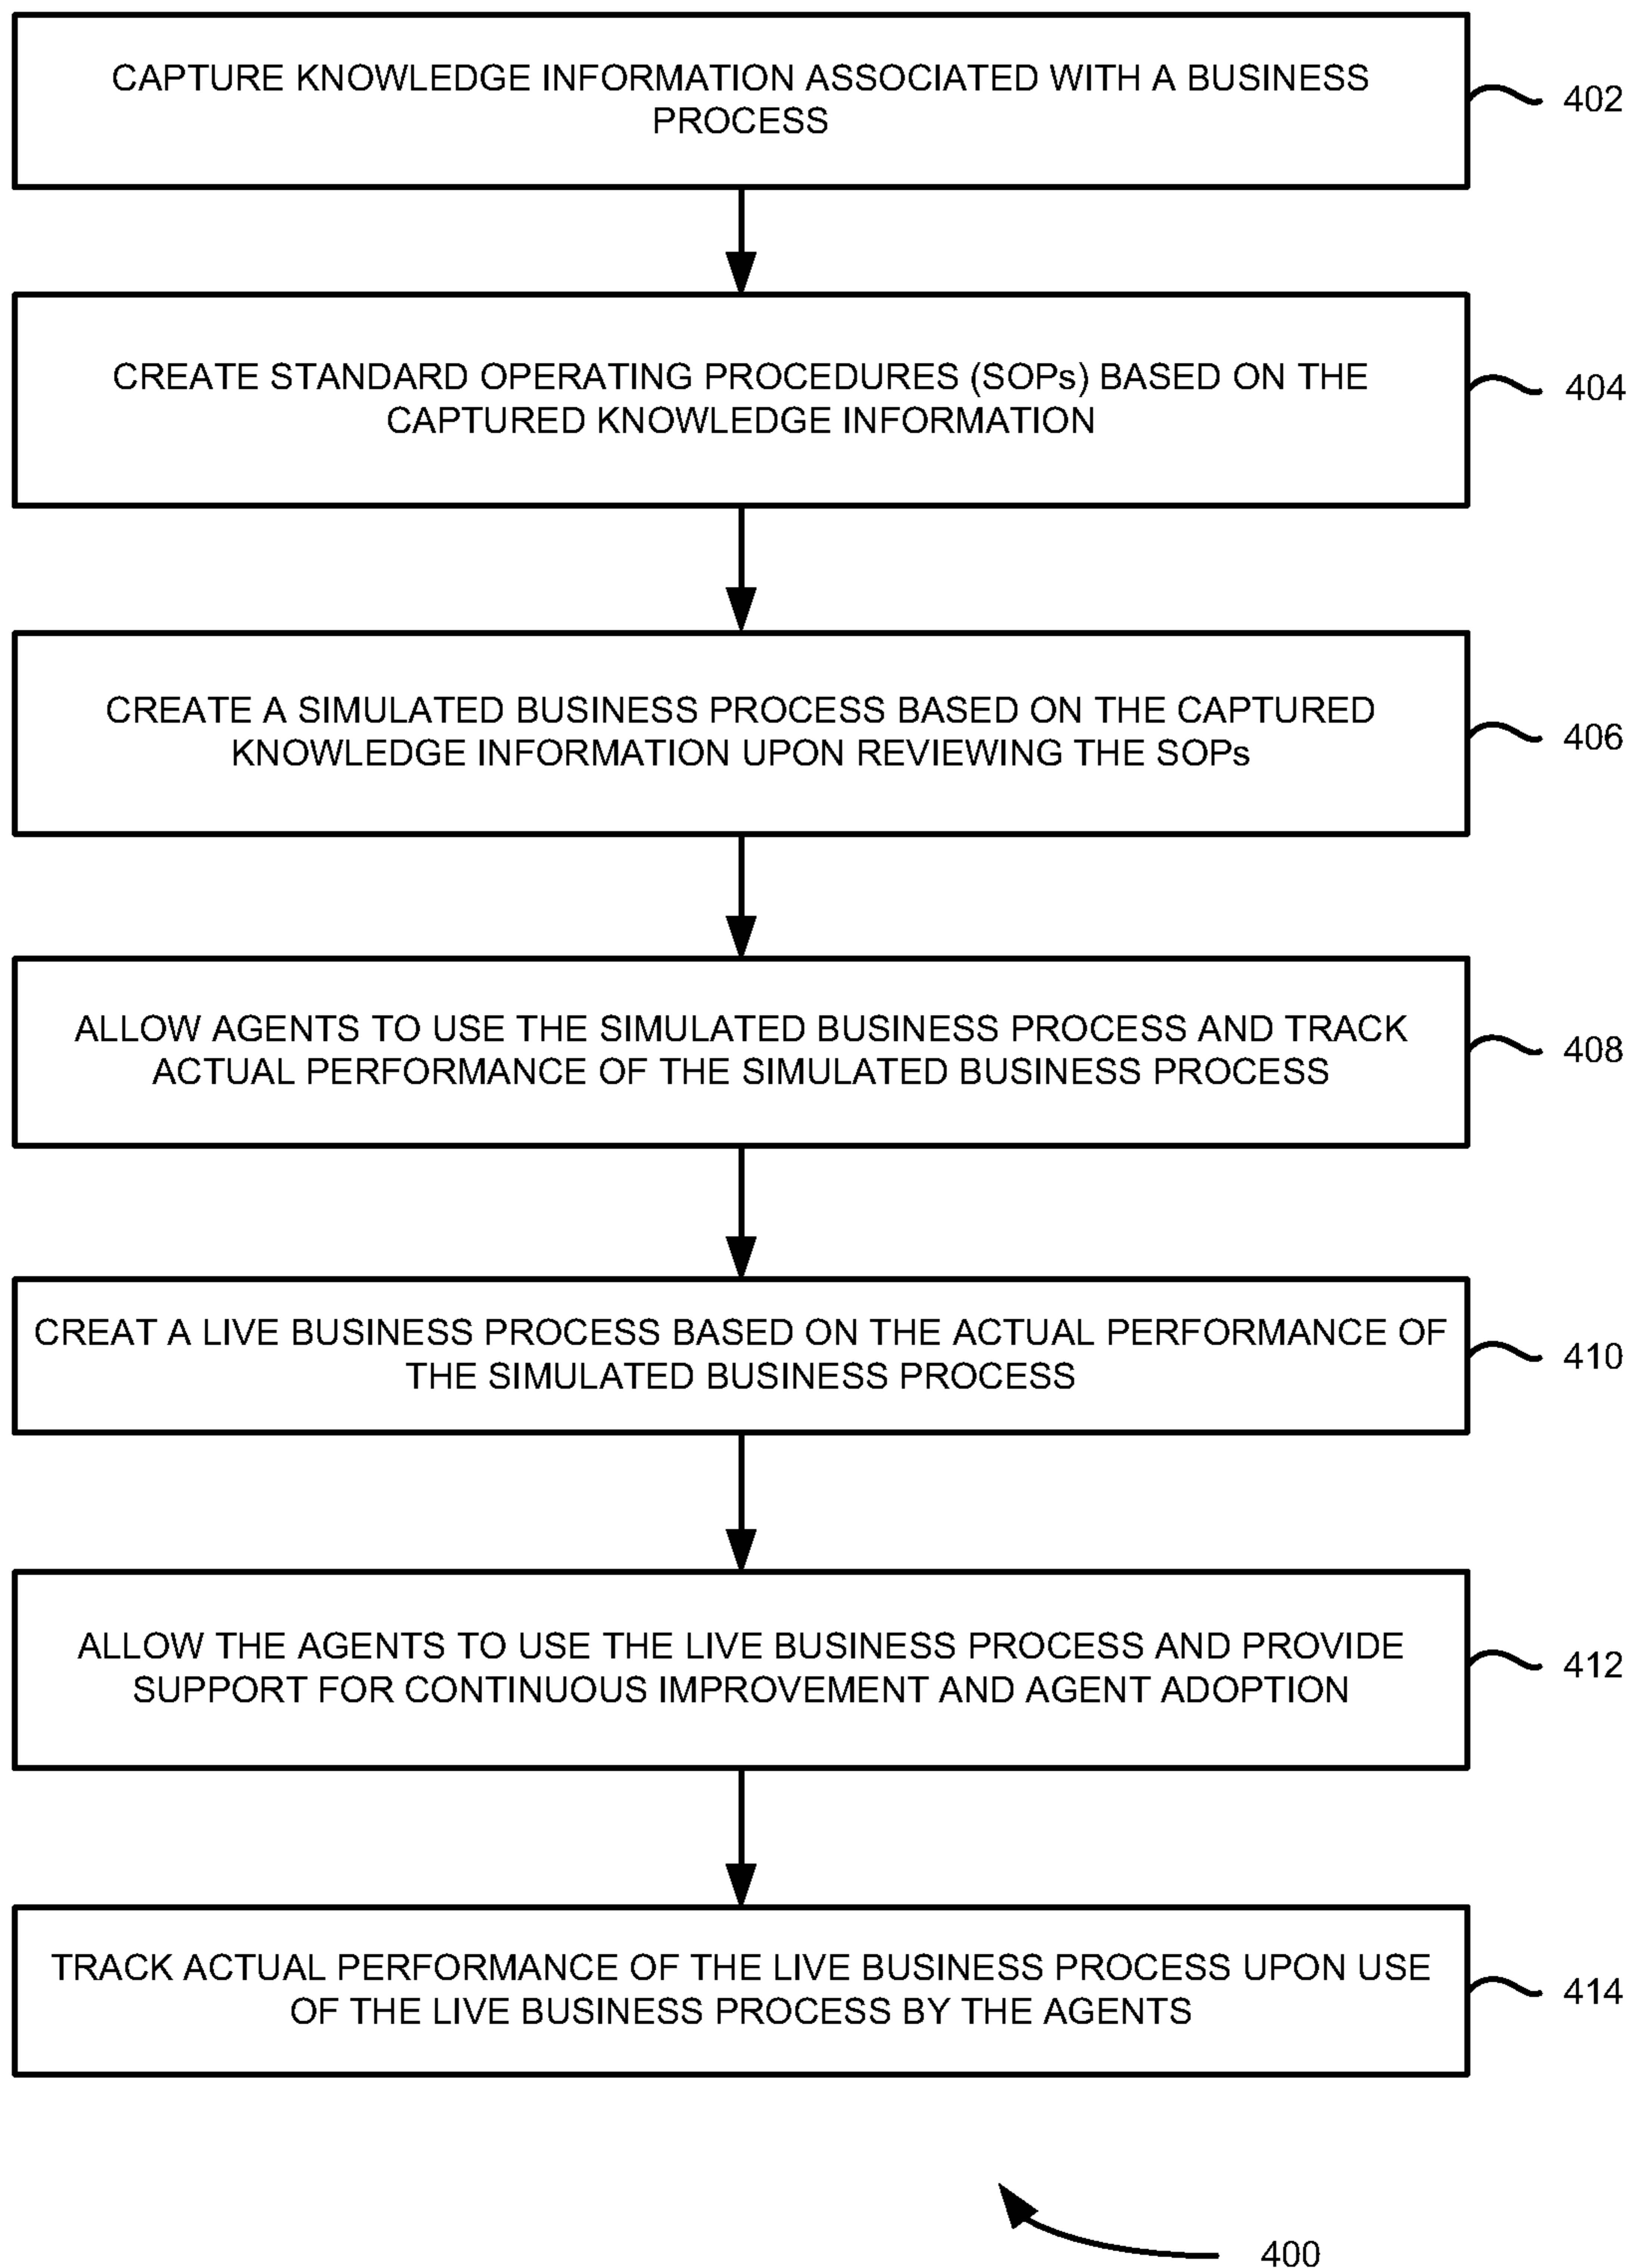 CAPTURE KNOWLEDGE INFORMATION ASSOCIATED WITH A BUSINESS
PROCESS
402
CREATE STANDARD OPERATING PROCEDURES (SOPs) BASED ON THE
CAPTURED KNOWLEDGE INFORMATION
404
CREATE A SIMULATED BUSINESS PROCESS BASED ON THE CAPTURED
KNOWLEDGE INFORMATION UPON REVIEWING THE SOPs
406
ALLOW AGENTS TO USE THE SIMULATED BUSINESS PROCESS AND TRACK
ACTUAL PERFORMANCE OF THE SIMULATED BUSINESS PROCESS
408
CREAT A LIVE BUSINESS PROCESS BASED ON THE ACTUAL PERFORMANCE OF
THE SIMULATED BUSINESS PROCESS
410
ALLOW THE AGENTS TO USE THE LIVE BUSINESS PROCESS AND PROVIDE
SUPPORT FOR CONTINUOUS IMPROVEMENT AND AGENT ADOPTION
412
TRACK ACTUAL PERFORMANCE OF THE LIVE BUSINESS PROCESS UPON USE
OF THE LIVE BUSINESS PROCESS BY THE AGENTS
414
400